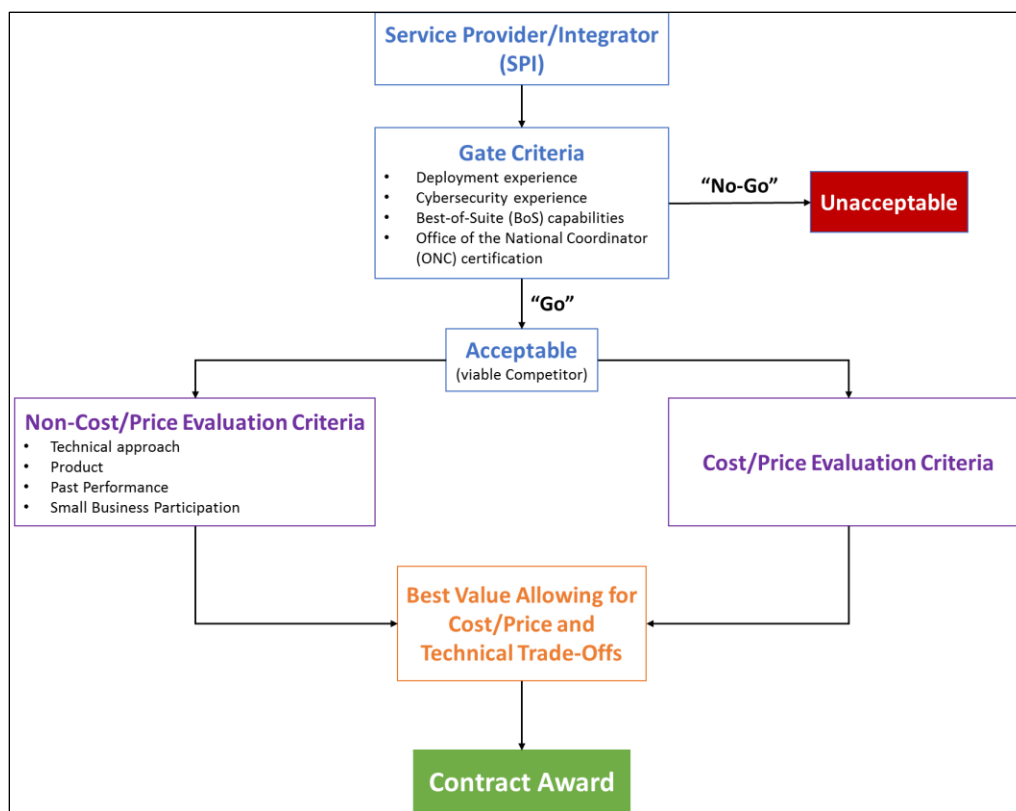 Service Provider/Integrator
(SPI)
Gate Criteria
• Deployment experience
• Cybersecurity experience
• Best-of-Suite (BoS) capabilities
• Office of the National Coordinator
(ONC) certification
“No-Go”
Unacceptable
“Go”
Acceptable
(viable Competitor)
Non-Cost/Price Evaluation Criteria
• Technical approach
• Product
• Past Performance
• Small Business Participation
Cost/Price Evaluation Criteria
Best Value Allowing for
Cost/Price and
Technical Trade-Offs
Contract Award